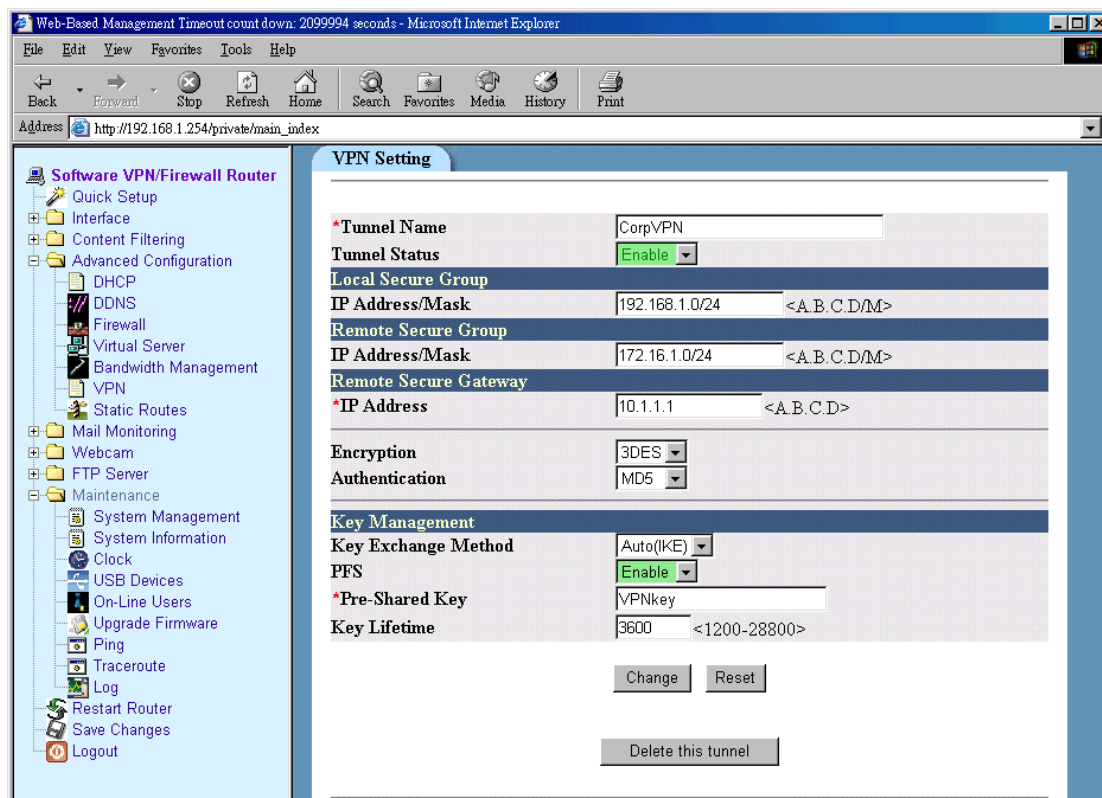 Web-Based Management Timeout count down: 2099994 seconds - Microsoft Internet Explorer
File Edit View Favorites Tools Help
Back Forward Stop Refresh Home Search Favorites Media History Print
Address http://192.168.1.254/private/main_index
Software VPN/Firewall Router
Quick Setup
Interface
Content Filtering
Advanced Configuration
DHCP
DDNS
Firewall
Virtual Server
Bandwidth Management
VPN
Static Routes
Mail Monitoring
Webcam
FTP Server
Maintenance
System Management
System Information
Clock
USB Devices
On-Line Users
Upgrade Firmware
Ping
Traceroute
Log
Restart Router
Save Changes
Logout
VPN Setting
*Tunnel Name CorpVPN
Tunnel Status Enable
Local Secure Group
IP Address/Mask 192.168.1.0/24 <A.B.C.D/M>
Remote Secure Group
IP Address/Mask 172.16.1.0/24 <A.B.C.D/M>
Remote Secure Gateway
*IP Address 10.1.1.1 <A.B.C.D>
Encryption 3DES
Authentication MD5
Key Management
Key Exchange Method Auto(IKE)
PFS Enable
*Pre-Shared Key VPNkey
Key Lifetime 3600 <1200-28800>
Change Reset
Delete this tunnel